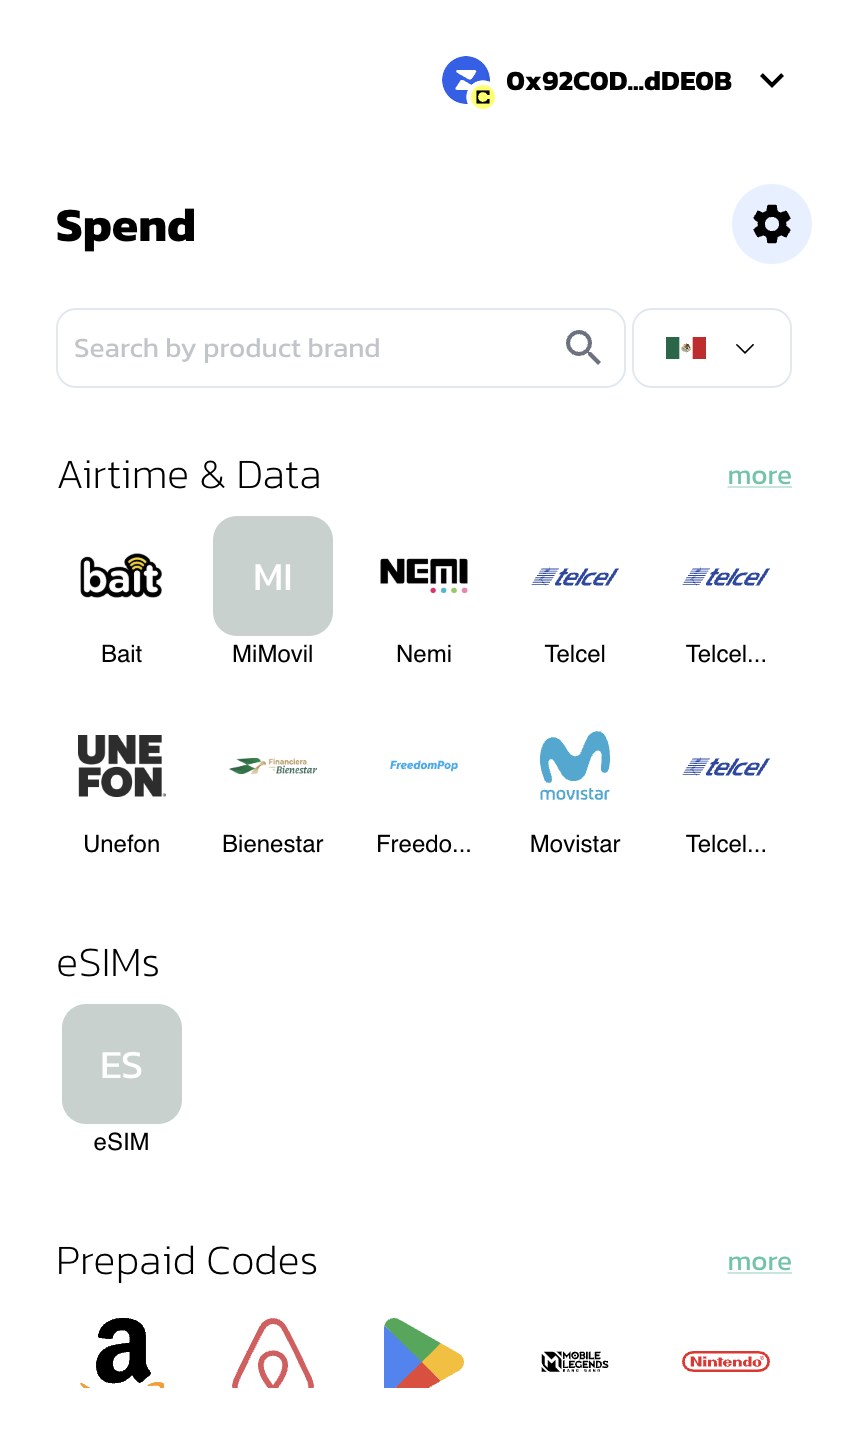 0x92C0D...dDE0B
Spend
Search by product brand
Airtime & Data more
bait MI NEMI telcel telcel
Bait MiMovil Nemi Telcel Telcel...
UNE
FON. Financiera
Bienestar FreedomPop movistar telcel
Unefon Bienestar Freedo... Movistar Telcel...
eSIMs
ES
eSIM
Prepaid Codes more
a MOBILE
LEGENDS
BANG BANG Nintendo